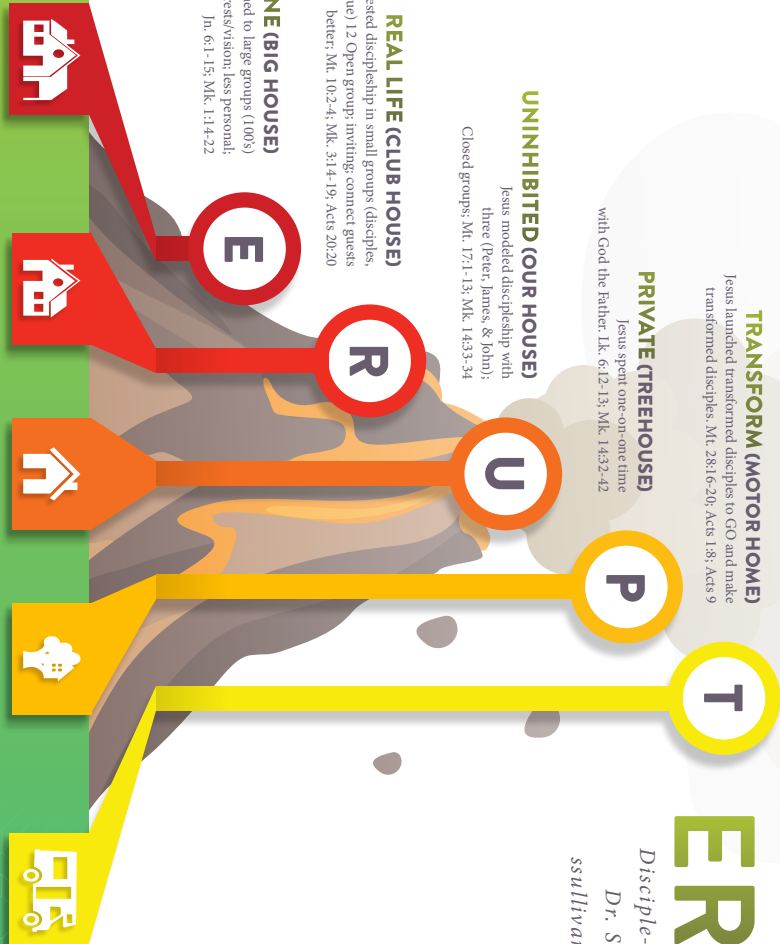 TRANSFORM (MOTOR HOME)
Jesus launched transformed disciples to GO and make
transformed disciples. Mt. 28:16-20; Acts 1:8; Acts 9
ER
Disciple-
Dr. S
ssullivan
PRIVATE (TREEHOUSE)
Jesus spent one-on-one time
with God the Father. Lk. 6:12-13; Mk. 14:32-42
UNINHIBITED (OUR HOUSE)
Jesus modeled discipleship with
three (Peter, James, & John);
Closed groups; Mt. 17:1-13; Mk. 14:33-34
REAL LIFE (CLUB HOUSE)
ested discipleship in small groups (disciples,
ue) 12 Open group; inviting; connect guests
better; Mt. 10:2-4; Mk. 3:14-19; Acts 20:20
NE (BIG HOUSE)
ned to large groups (100's)
rests/vision; less personal;
Jn. 6:1-15; Mk. 1:14-22
E
R
U
P
T